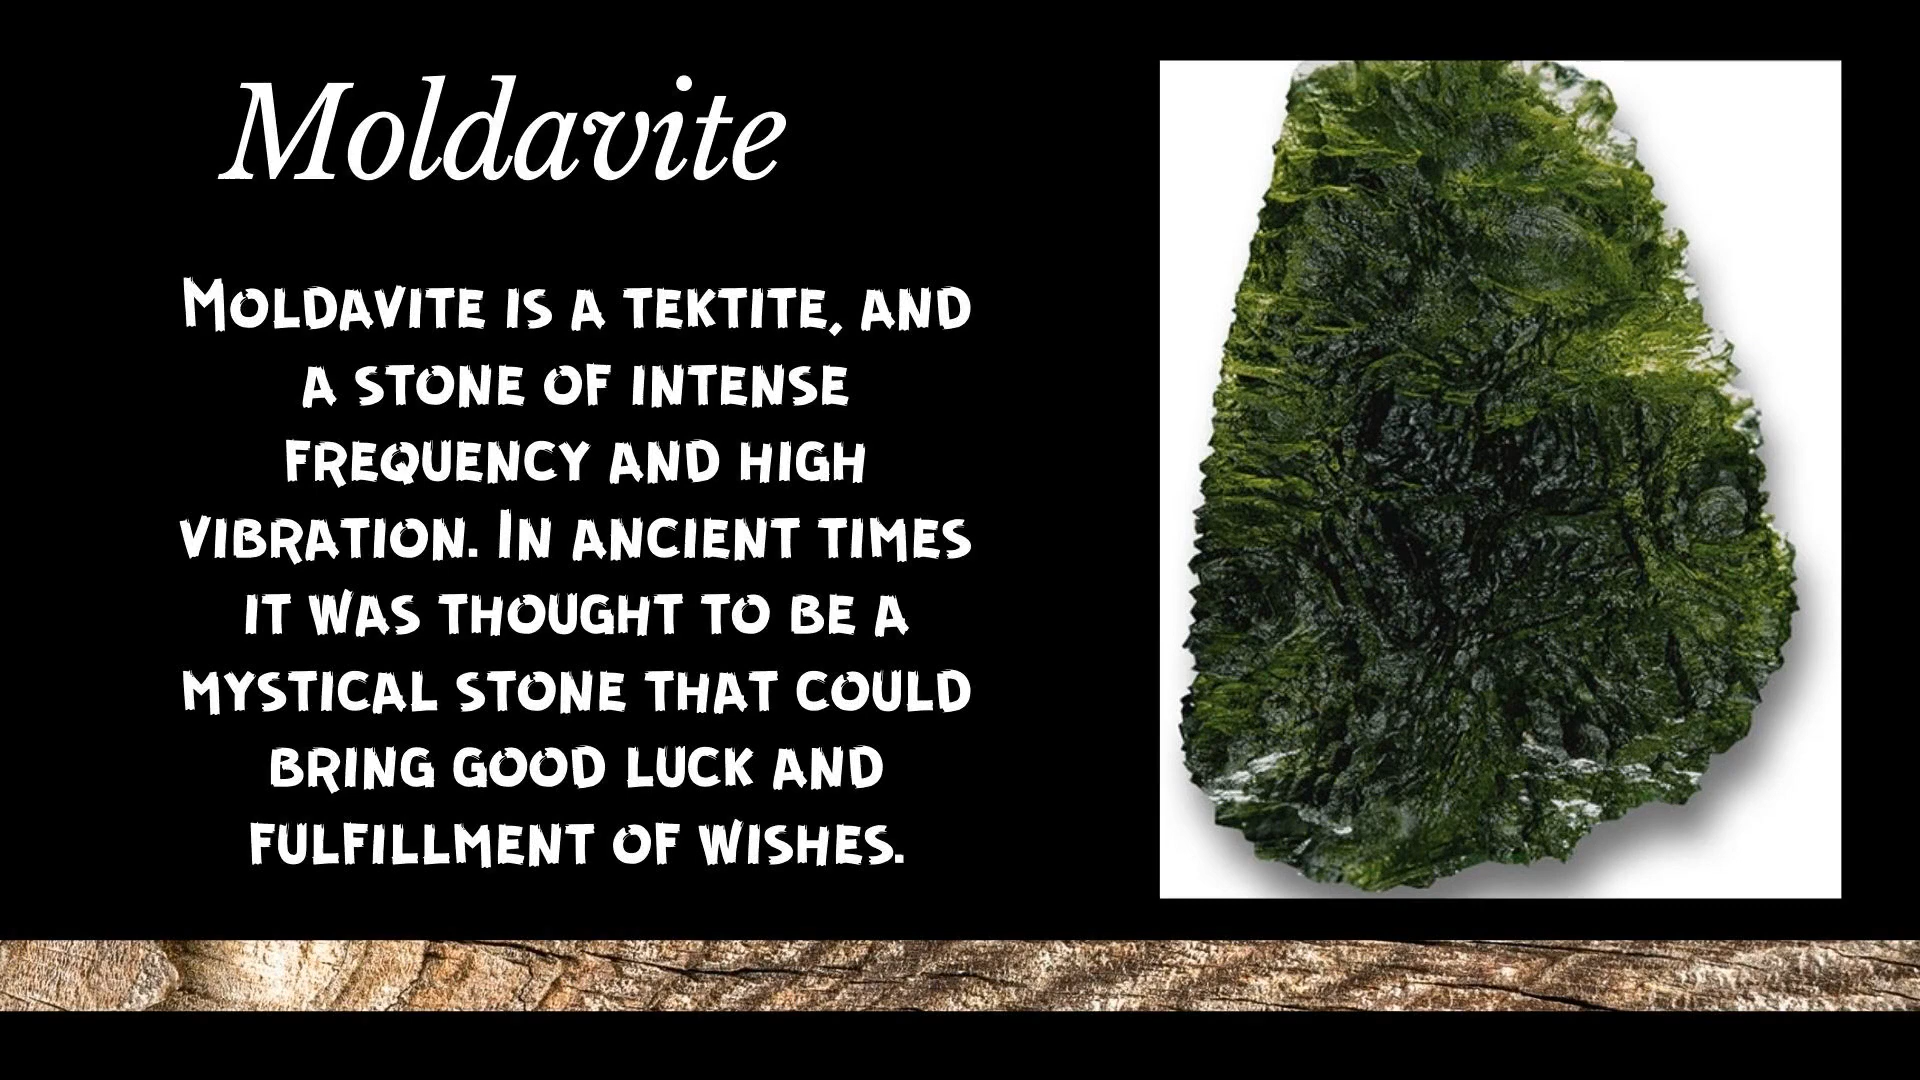 Moldavite
Moldavite is a tektite, and
a stone of intense
frequency and high
vibration. In ancient times
it was thought to be a
mystical stone that could
bring good luck and
fulfillment of wishes.